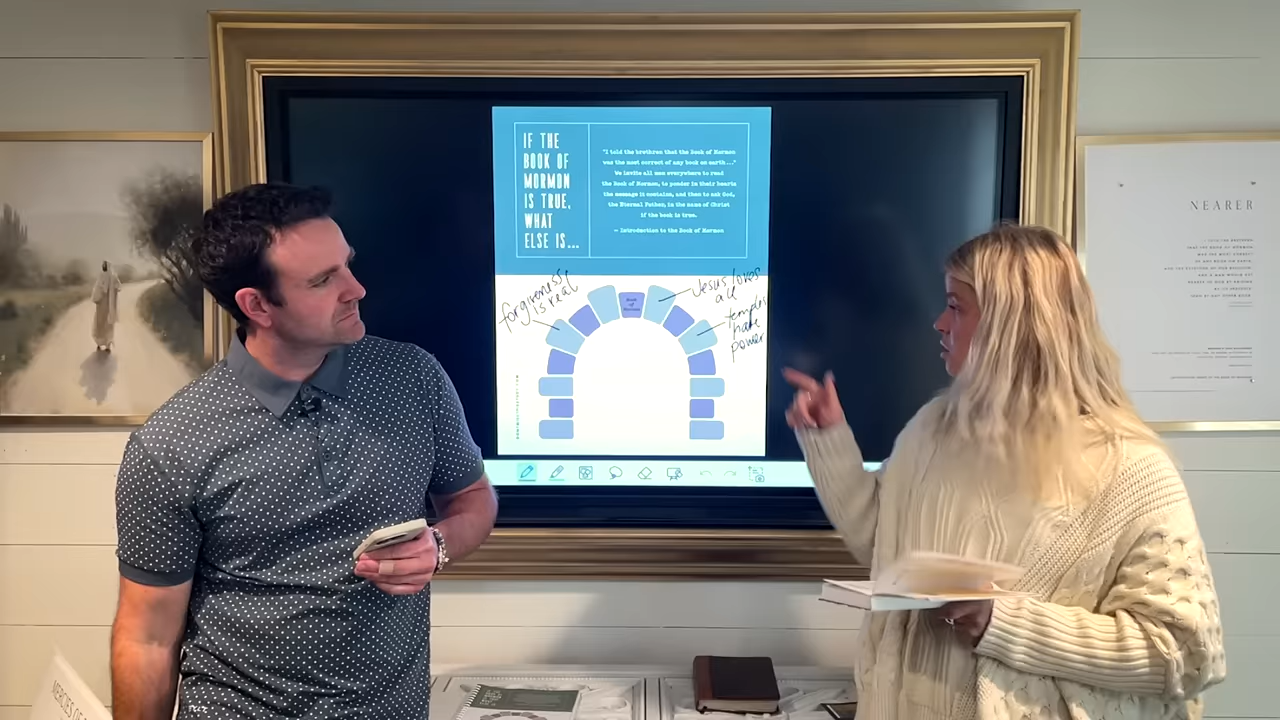 IF THE
BOOK OF
MORMON
IS TRUE,
WHAT
ELSE IS...
"I told the brethren that the Book of Mormon
was the most correct of any book on earth..."
We invite all men everywhere to read
the Book of Mormon, to ponder in their hearts
the message it contains, and then to ask God,
the Eternal Father, in the name of Christ
if the book is true.
— Introduction to the Book of Mormon
forgiveness
is real
Book
of
Mormon
Jesus loves
all
temples
have
power
NEARER
MERCIES OF